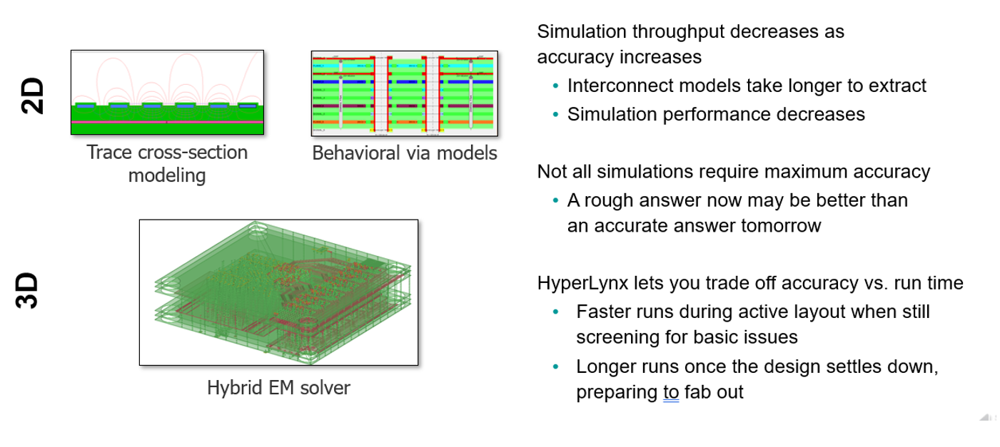 2D
Trace cross-section
modeling
Behavioral via models
3D
Hybrid EM solver
Simulation throughput decreases as
accuracy increases
• Interconnect models take longer to extract
• Simulation performance decreases
Not all simulations require maximum accuracy
• A rough answer now may be better than
an accurate answer tomorrow
HyperLynx lets you trade off accuracy vs. run time
• Faster runs during active layout when still
screening for basic issues
• Longer runs once the design settles down,
preparing to fab out